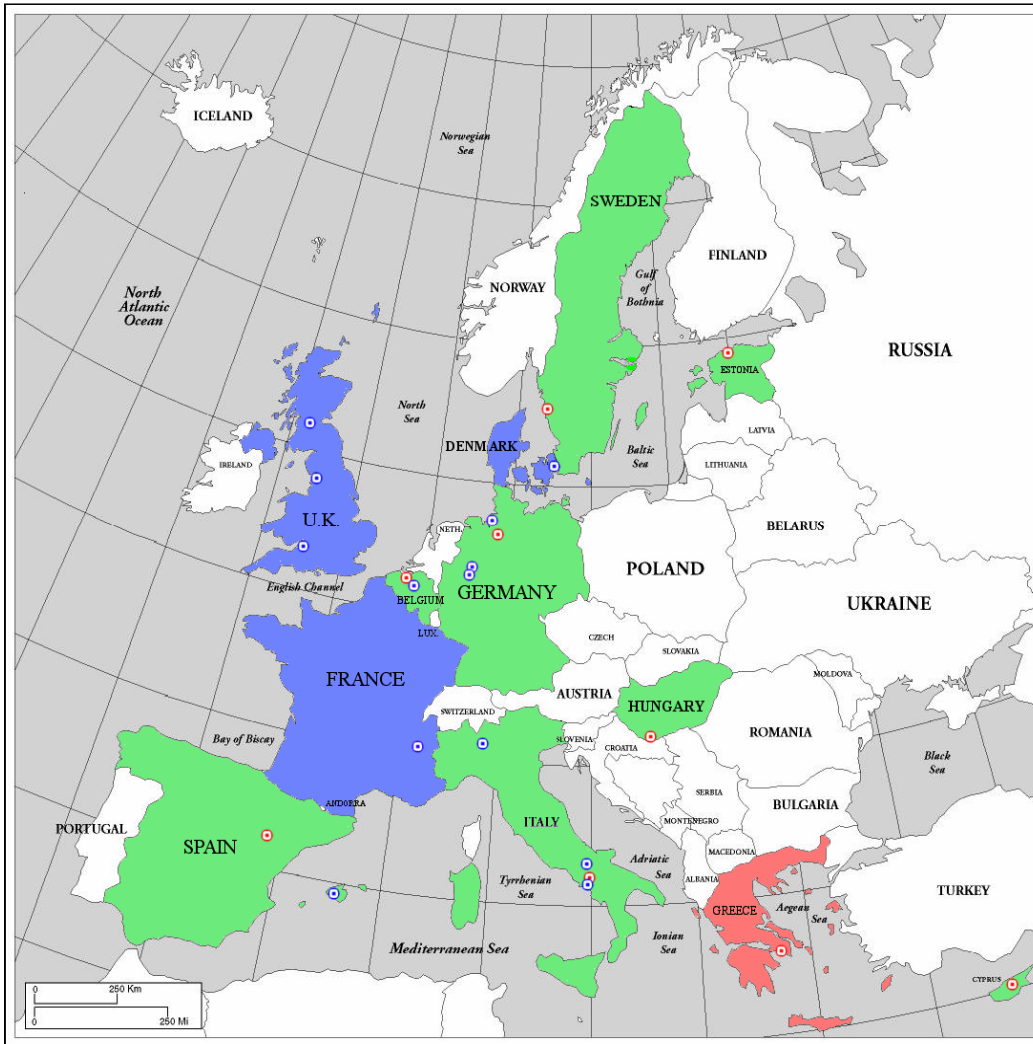 ICELAND
Norwegian
Sea
SWEDEN
FINLAND
NORWAY
Gulf
of
Bothnia
North
Atlantic
Ocean
RUSSIA
ESTONIA
North
Sea
LATVIA
DENMARK
Baltic
Sea
IRELAND
LITHUANIA
U.K.
NETH.
BELARUS
POLAND
English Channel
BELGIUM
GERMANY
UKRAINE
LUX.
CZECH
SLOVAKIA
MOLDOVA
FRANCE
AUSTRIA
HUNGARY
SWITZERLAND
ROMANIA
Bay of Biscay
SLOVENIA
CROATIA
Black
Sea
SERBIA
ANDORRA
BULGARIA
PORTUGAL
ITALY
MONTENEGRO
SPAIN
MACEDONIA
Adriatic
Sea
ALBANIA
Tyrrhenian
Sea
TURKEY
GREECE
Aegean
Sea
Ionian
Sea
Mediterranean Sea
CYPRUS
0 250 Km
0 250 Mi